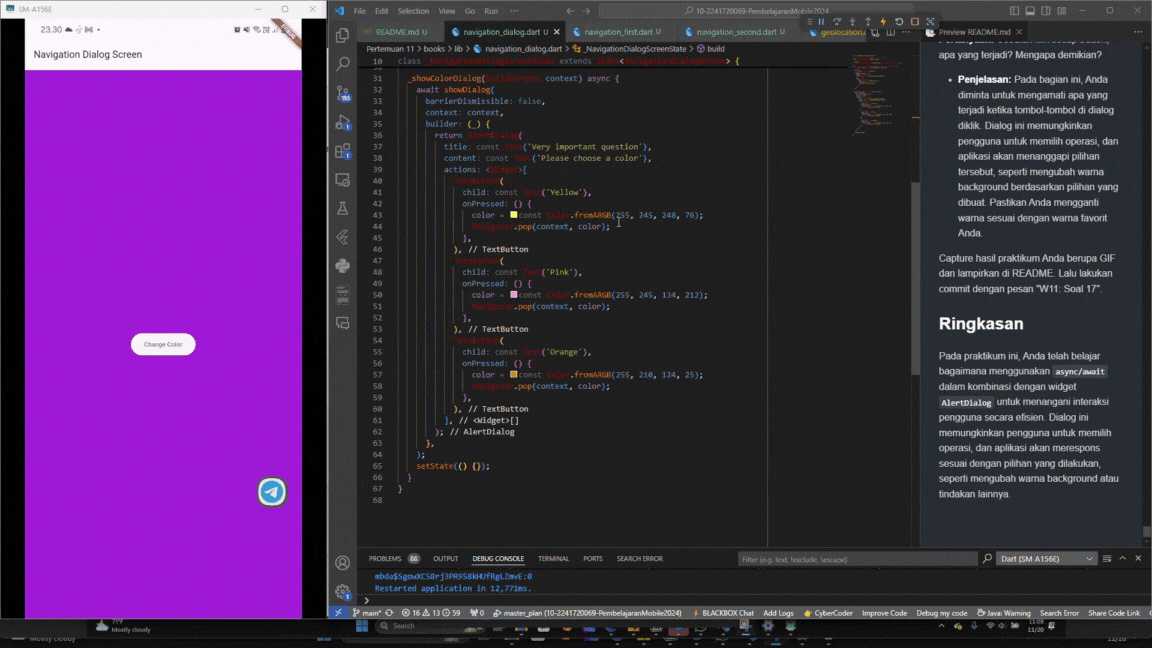 SM-A156E
23.30
DEBUG
Navigation Dialog Screen
Change Color
71°F
Mostly cloudy
File Edit Selection View Go Run ···
10-2241720069-PembelajaranMobile2024
README.md U
navigation_dialog.dart U
navigation_first.dart U
navigation_second.dart U
geolocation.
Preview README.md
Pertemuan 11 > books > lib > navigation_dialog.dart > _NavigationDialogScreenState > build
10 class _NavigationDialogScreenState extends State<NavigationDialogScreen> {
31 _showColorDialog(BuildContext context) async {
32 await showDialog(
33 barrierDismissible: false,
34 context: context,
35 builder: (_) {
36 return AlertDialog(
37 title: const Text('Very important question'),
38 content: const Text('Please choose a color'),
39 actions: <Widget>[
40 TextButton(
41 child: const Text('Yellow'),
42 onPressed: () {
43 color = const Color.fromARGB(255, 245, 248, 76);
44 Navigator.pop(context, color);
45 },
46 ), // TextButton
47 TextButton(
48 child: const Text('Pink'),
49 onPressed: () {
50 color = const Color.fromARGB(255, 245, 134, 212);
51 Navigator.pop(context, color);
52 },
53 ), // TextButton
54 TextButton(
55 child: const Text('Orange'),
56 onPressed: () {
57 color = const Color.fromARGB(255, 210, 124, 25);
58 Navigator.pop(context, color);
59 },
60 ), // TextButton
61 ], // <Widget>[]
62 ); // AlertDialog
63 },
64 );
65 setState(() {});
66 }
67 }
68
apa yang terjadi? Mengapa demikian?
• Penjelasan: Pada bagian ini, Anda
diminta untuk mengamati apa yang
terjadi ketika tombol-tombol di dialog
diklik. Dialog ini memungkinkan
pengguna untuk memilih operasi, dan
aplikasi akan menanggapi pilihan
tersebut, seperti mengubah warna
background berdasarkan pilihan yang
dibuat. Pastikan Anda mengganti
warna sesuai dengan warna favorit
Anda.
Capture hasil praktikum Anda berupa GIF
dan lampirkan di README. Lalu lakukan
commit dengan pesan "W11: Soal 17".
Ringkasan
Pada praktikum ini, Anda telah belajar
bagaimana menggunakan async/await
dalam kombinasi dengan widget
AlertDialog untuk menangani interaksi
pengguna secara efisien. Dialog ini
memungkinkan pengguna untuk memilih
operasi, dan aplikasi akan merespons
sesuai dengan pilihan yang dilakukan,
seperti mengubah warna background atau
tindakan lainnya.
PROBLEMS 88 OUTPUT DEBUG CONSOLE TERMINAL PORTS SEARCH ERROR
Filter (e.g. text, !exclude, \escape)
Dart (SM-A156E)
mbda$SgowXCS8rj3PR9S8kHUfRgLZmvE:0
Restarted application in 12,771ms.
>
main* 16 13 59 0 master_plan (10-2241720069-PembelajaranMobile2024) BLACKBOX Chat Add Logs CyberCoder Improve Code Debug my code Java: Warning Search Error Share Code Link
Search
11:09
11/20